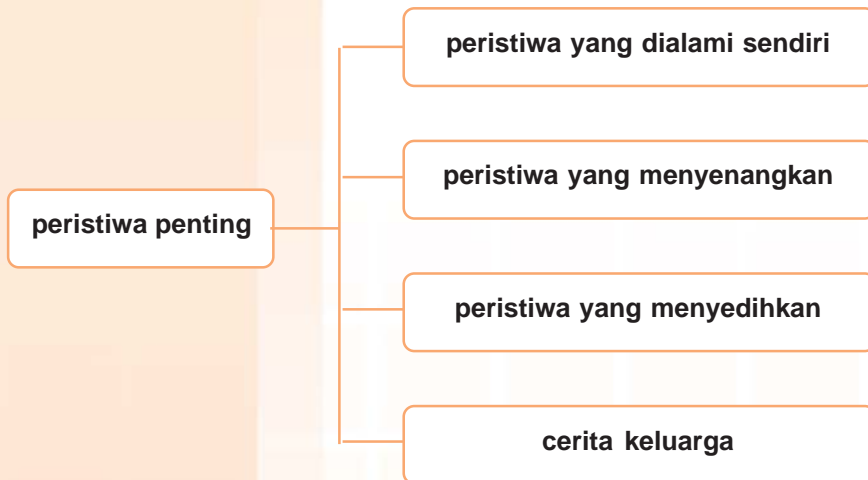 peristiwa yang dialami sendiri
peristiwa yang menyenangkan
peristiwa penting
peristiwa yang menyedihkan
cerita keluarga